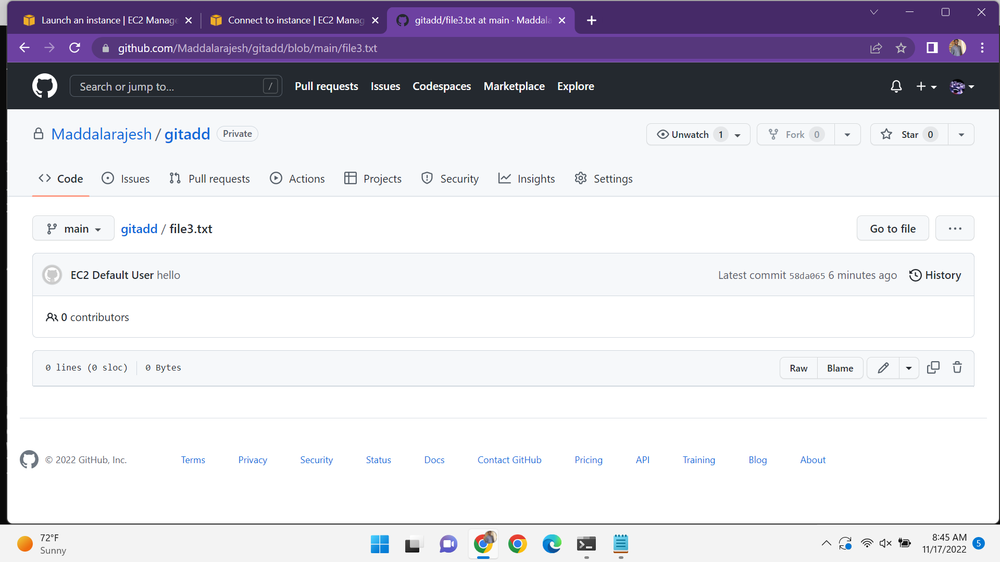 Launch an instance | EC2 Manage
Connect to instance | EC2 Manag
gitadd/file3.txt at main · Maddala
github.com/Maddalarajesh/gitadd/blob/main/file3.txt
Search or jump to... /
Pull requests Issues Codespaces Marketplace Explore
Maddalarajesh / gitadd Private
Unwatch 1 Fork 0 Star 0
Code Issues Pull requests Actions Projects Security Insights Settings
main gitadd / file3.txt Go to file
EC2 Default User hello Latest commit 58da065 6 minutes ago History
0 contributors
0 lines (0 sloc) 0 Bytes Raw Blame
© 2022 GitHub, Inc. Terms Privacy Security Status Docs Contact GitHub Pricing API Training Blog About
72°F
Sunny
8:45 AM
11/17/2022
5